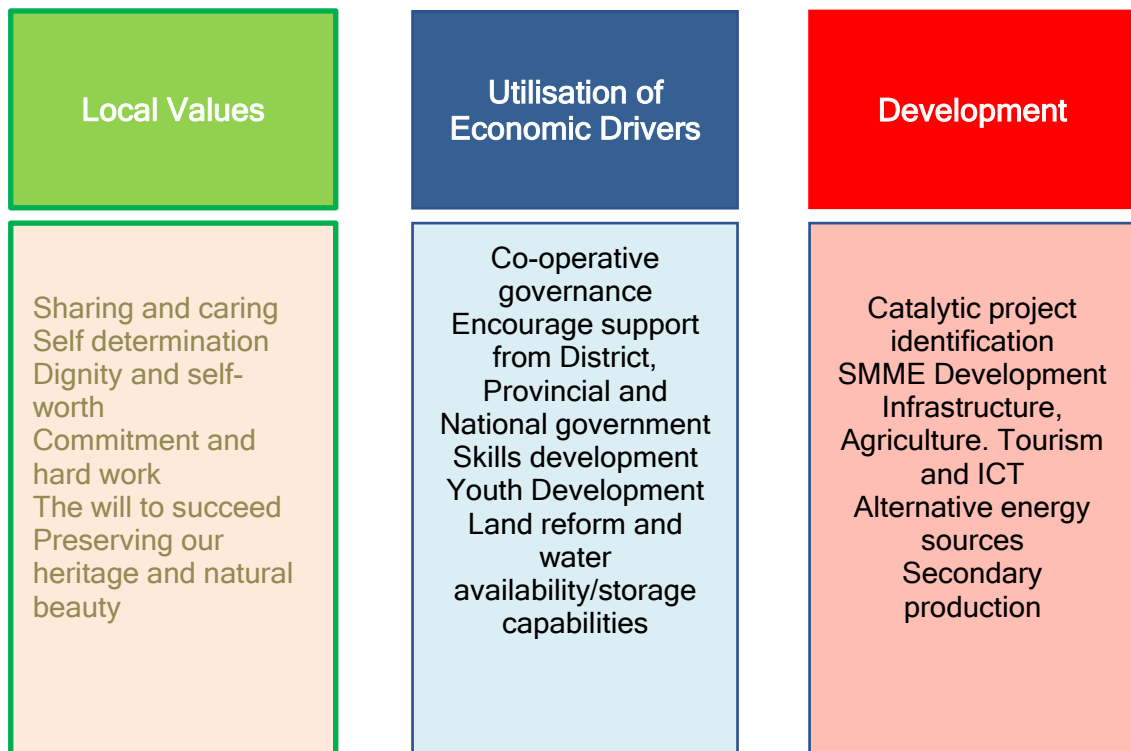 Local Values
Sharing and caring
Self determination
Dignity and self-
worth
Commitment and
hard work
The will to succeed
Preserving our
heritage and natural
beauty
Utilisation of
Economic Drivers
Co-operative
governance
Encourage support
from District,
Provincial and
National government
Skills development
Youth Development
Land reform and
water
availability/storage
capabilities
Development
Catalytic project
identification
SMME Development
Infrastructure,
Agriculture. Tourism
and ICT
Alternative energy
sources
Secondary
production